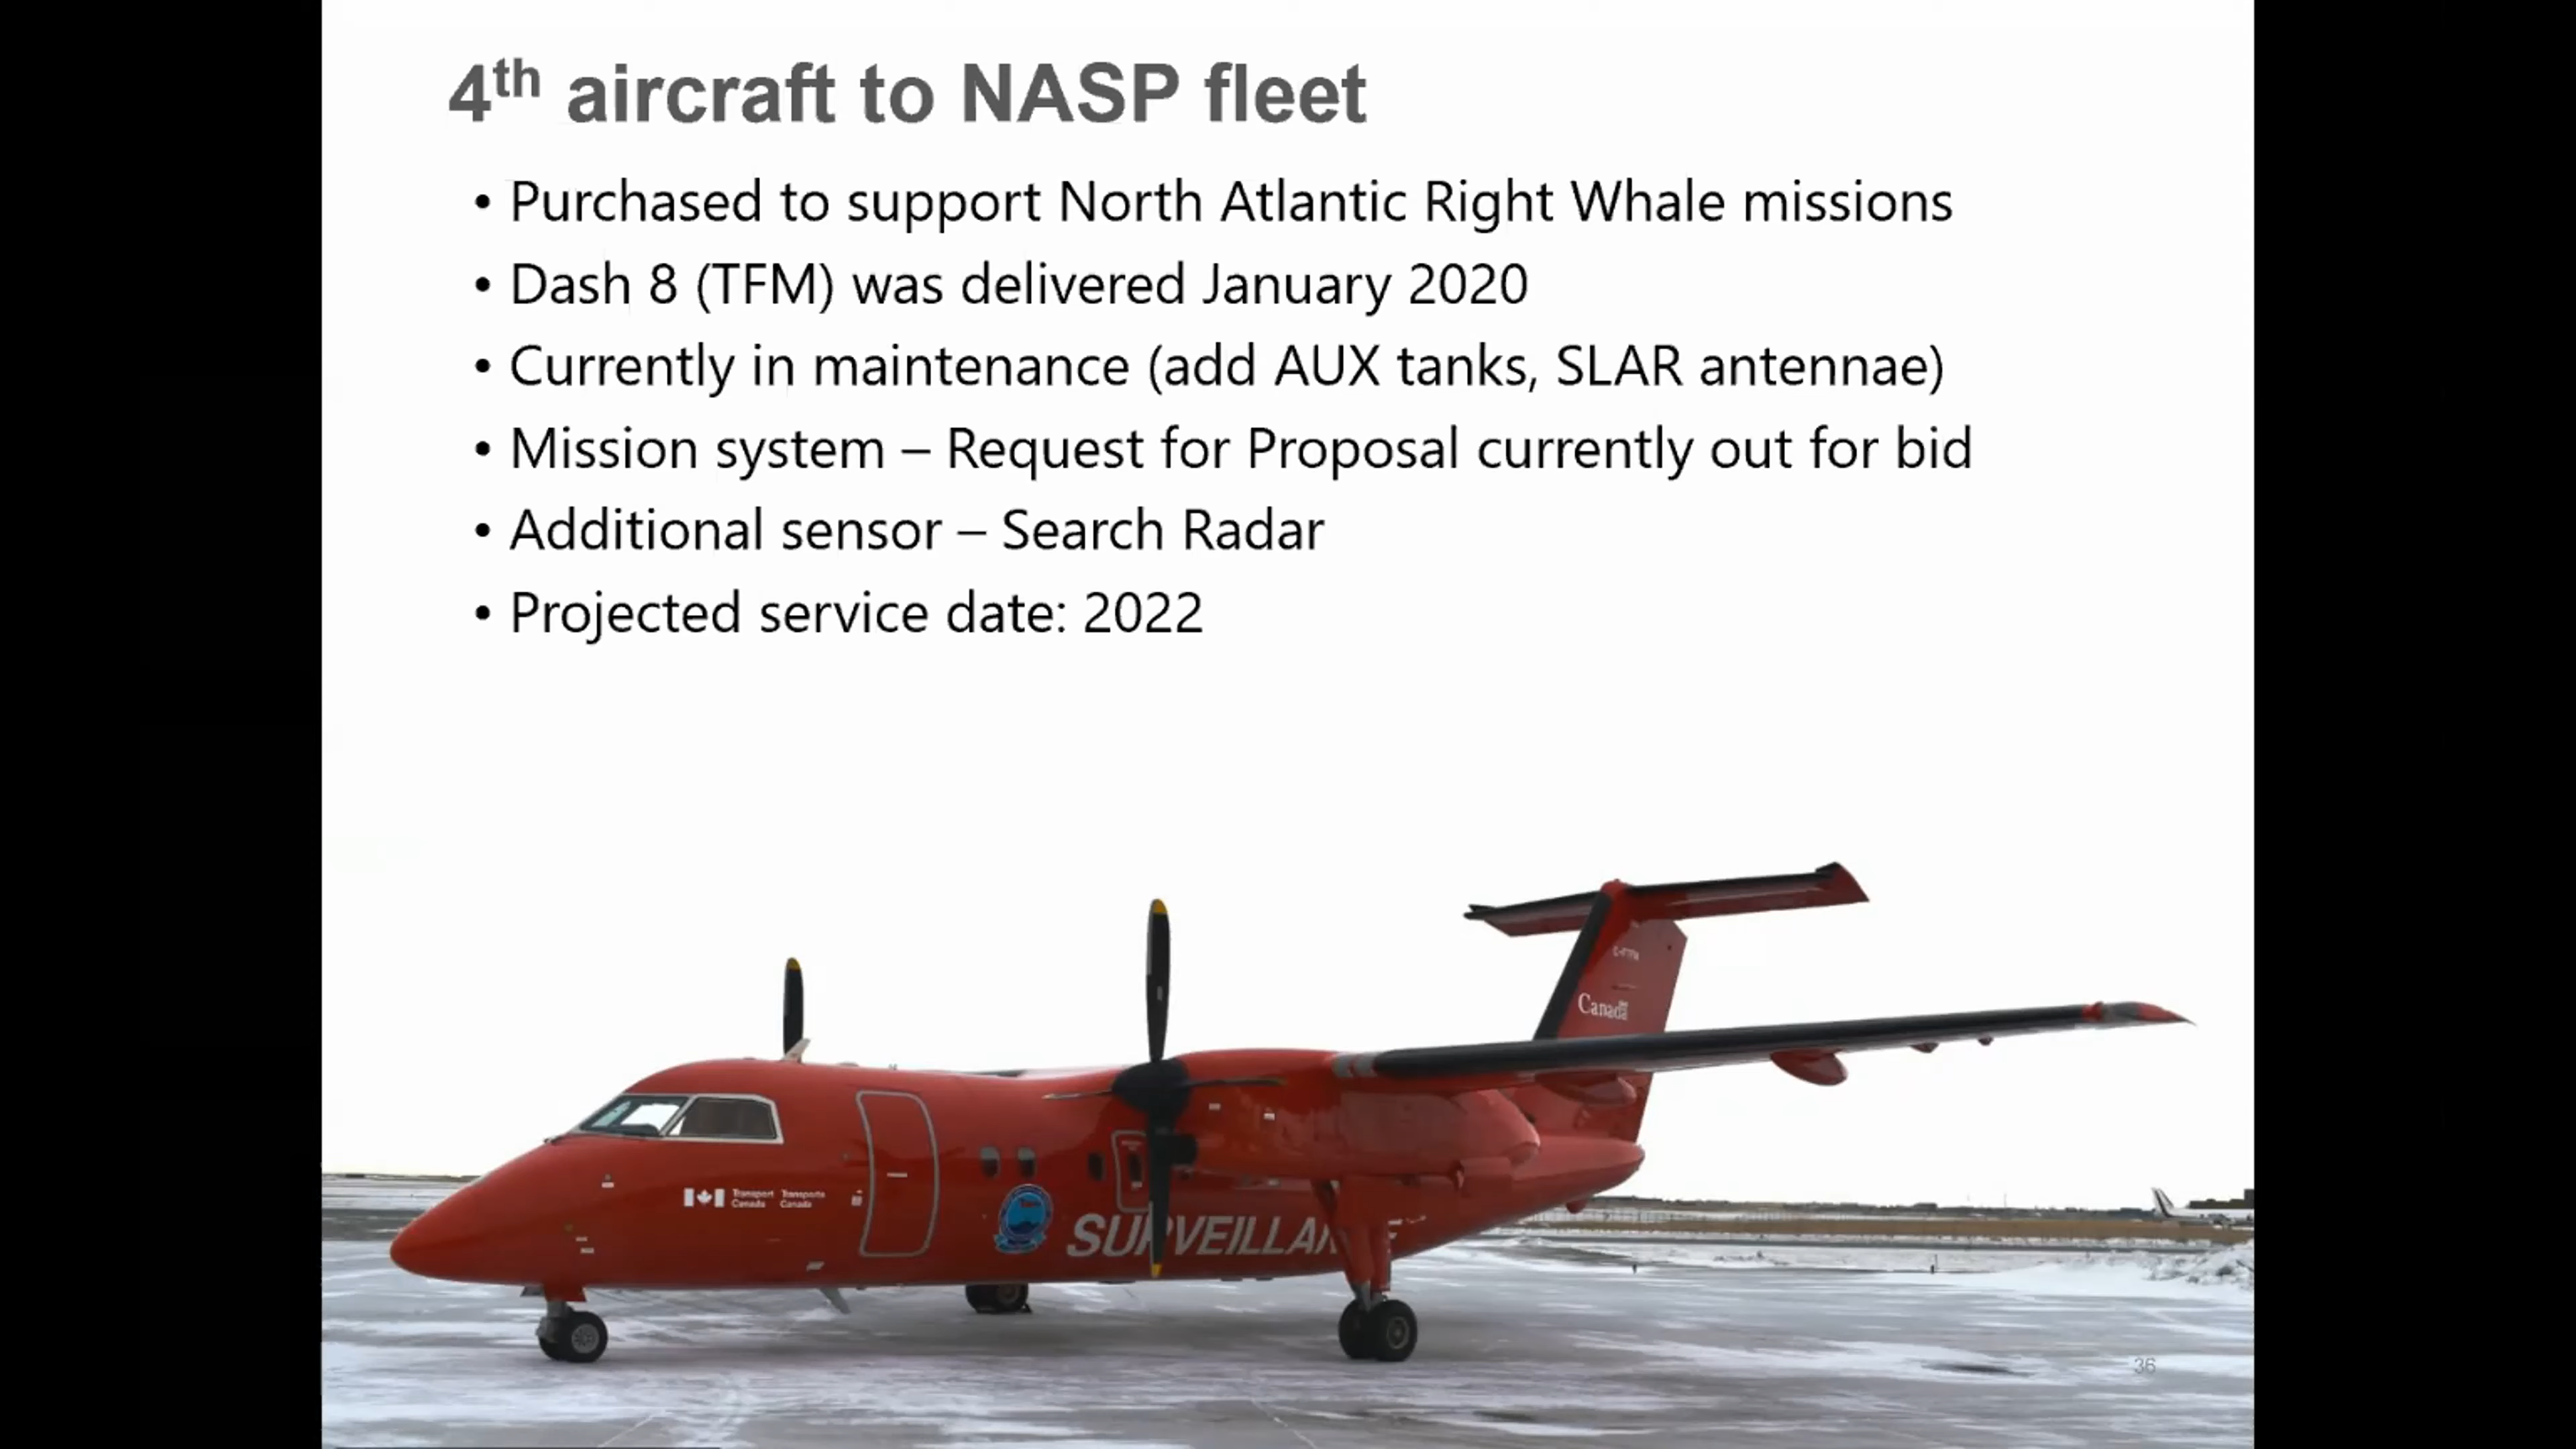 4th aircraft to NASP fleet
• Purchased to support North Atlantic Right Whale missions
• Dash 8 (TFM) was delivered January 2020
• Currently in maintenance (add AUX tanks, SLAR antennae)
• Mission system – Request for Proposal currently out for bid
• Additional sensor – Search Radar
• Projected service date: 2022
Canada
Transport Transports
Canada Canada
36